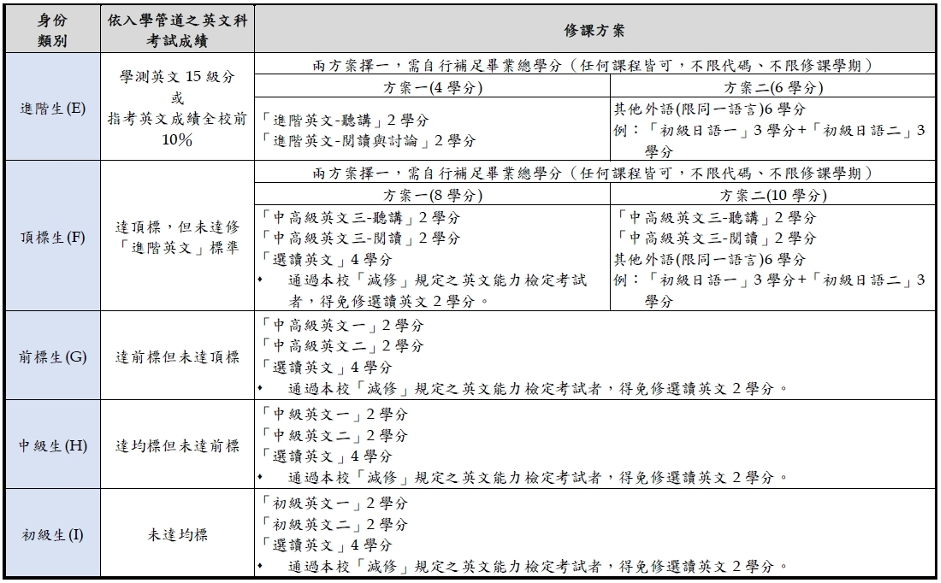 身份
類別
依入學管道之英文科
考試成績
修課方案
進階生(E)
學測英文 15 級分
或
指考英文成績全校前
10%
兩方案擇一，需自行補足畢業總學分（任何課程皆可，不限代碼、不限修課學期）
方案一(4 學分)
「進階英文-聽講」2 學分
「進階英文-閱讀與討論」2 學分
方案二(6 學分)
其他外語(限同一語言)6 學分
例：「初級日語一」3 學分+「初級日語二」3
學分
頂標生(F)
達頂標，但未達修
「進階英文」標準
兩方案擇一，需自行補足畢業總學分（任何課程皆可，不限代碼、不限修課學期）
方案一(8 學分)
「中高級英文三-聽講」2 學分
「中高級英文三-閱讀」2 學分
「選讀英文」4 學分
♦ 通過本校「減修」規定之英文能力檢定考試
者，得免修選讀英文 2 學分。
方案二(10 學分)
「中高級英文三-聽講」2 學分
「中高級英文三-閱讀」2 學分
其他外語(限同一語言)6 學分
例：「初級日語一」3 學分+「初級日語二」3
學分
前標生(G)
達前標但未達頂標
「中高級英文一」2 學分
「中高級英文二」2 學分
「選讀英文」4 學分
♦ 通過本校「減修」規定之英文能力檢定考試者，得免修選讀英文 2 學分。
中級生(H)
達均標但未達前標
「中級英文一」2 學分
「中級英文二」2 學分
「選讀英文」4 學分
♦ 通過本校「減修」規定之英文能力檢定考試者，得免修選讀英文 2 學分。
初級生(I)
未達均標
「初級英文一」2 學分
「初級英文二」2 學分
「選讀英文」4 學分
♦ 通過本校「減修」規定之英文能力檢定考試者，得免修選讀英文 2 學分。